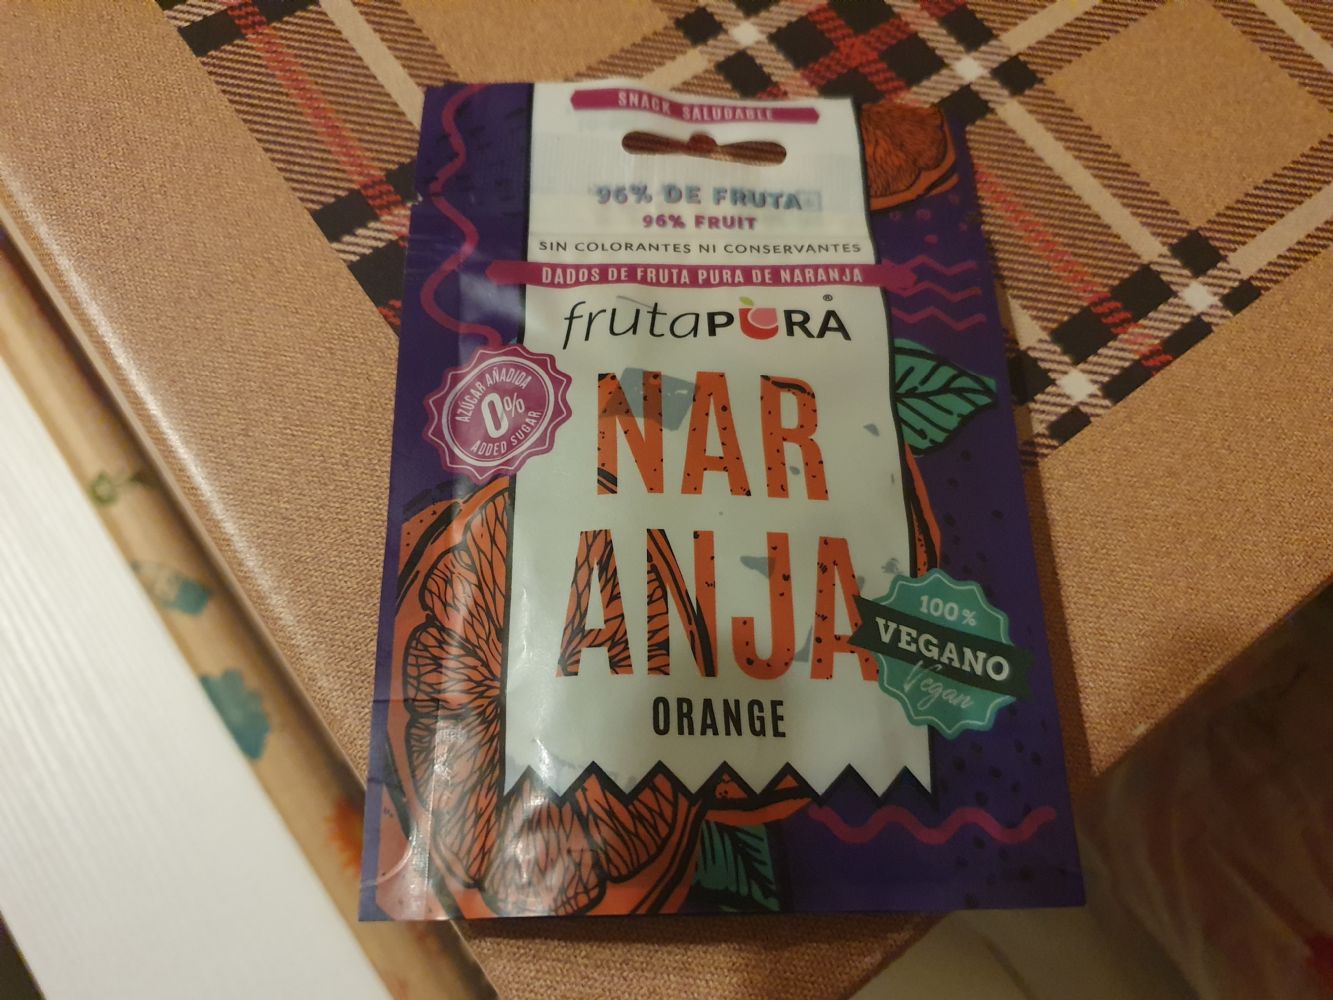 SNACK SALUDABLE
96% DE FRUTA
96% FRUIT
SIN COLORANTES NI CONSERVANTES
DADOS DE FRUTA PURA DE NARANJA
frutaPURA®
AZÚCAR AÑADIDA
0%
ADDED SUGAR
NAR
ANJA
ORANGE
100%
VEGANO
Vegan